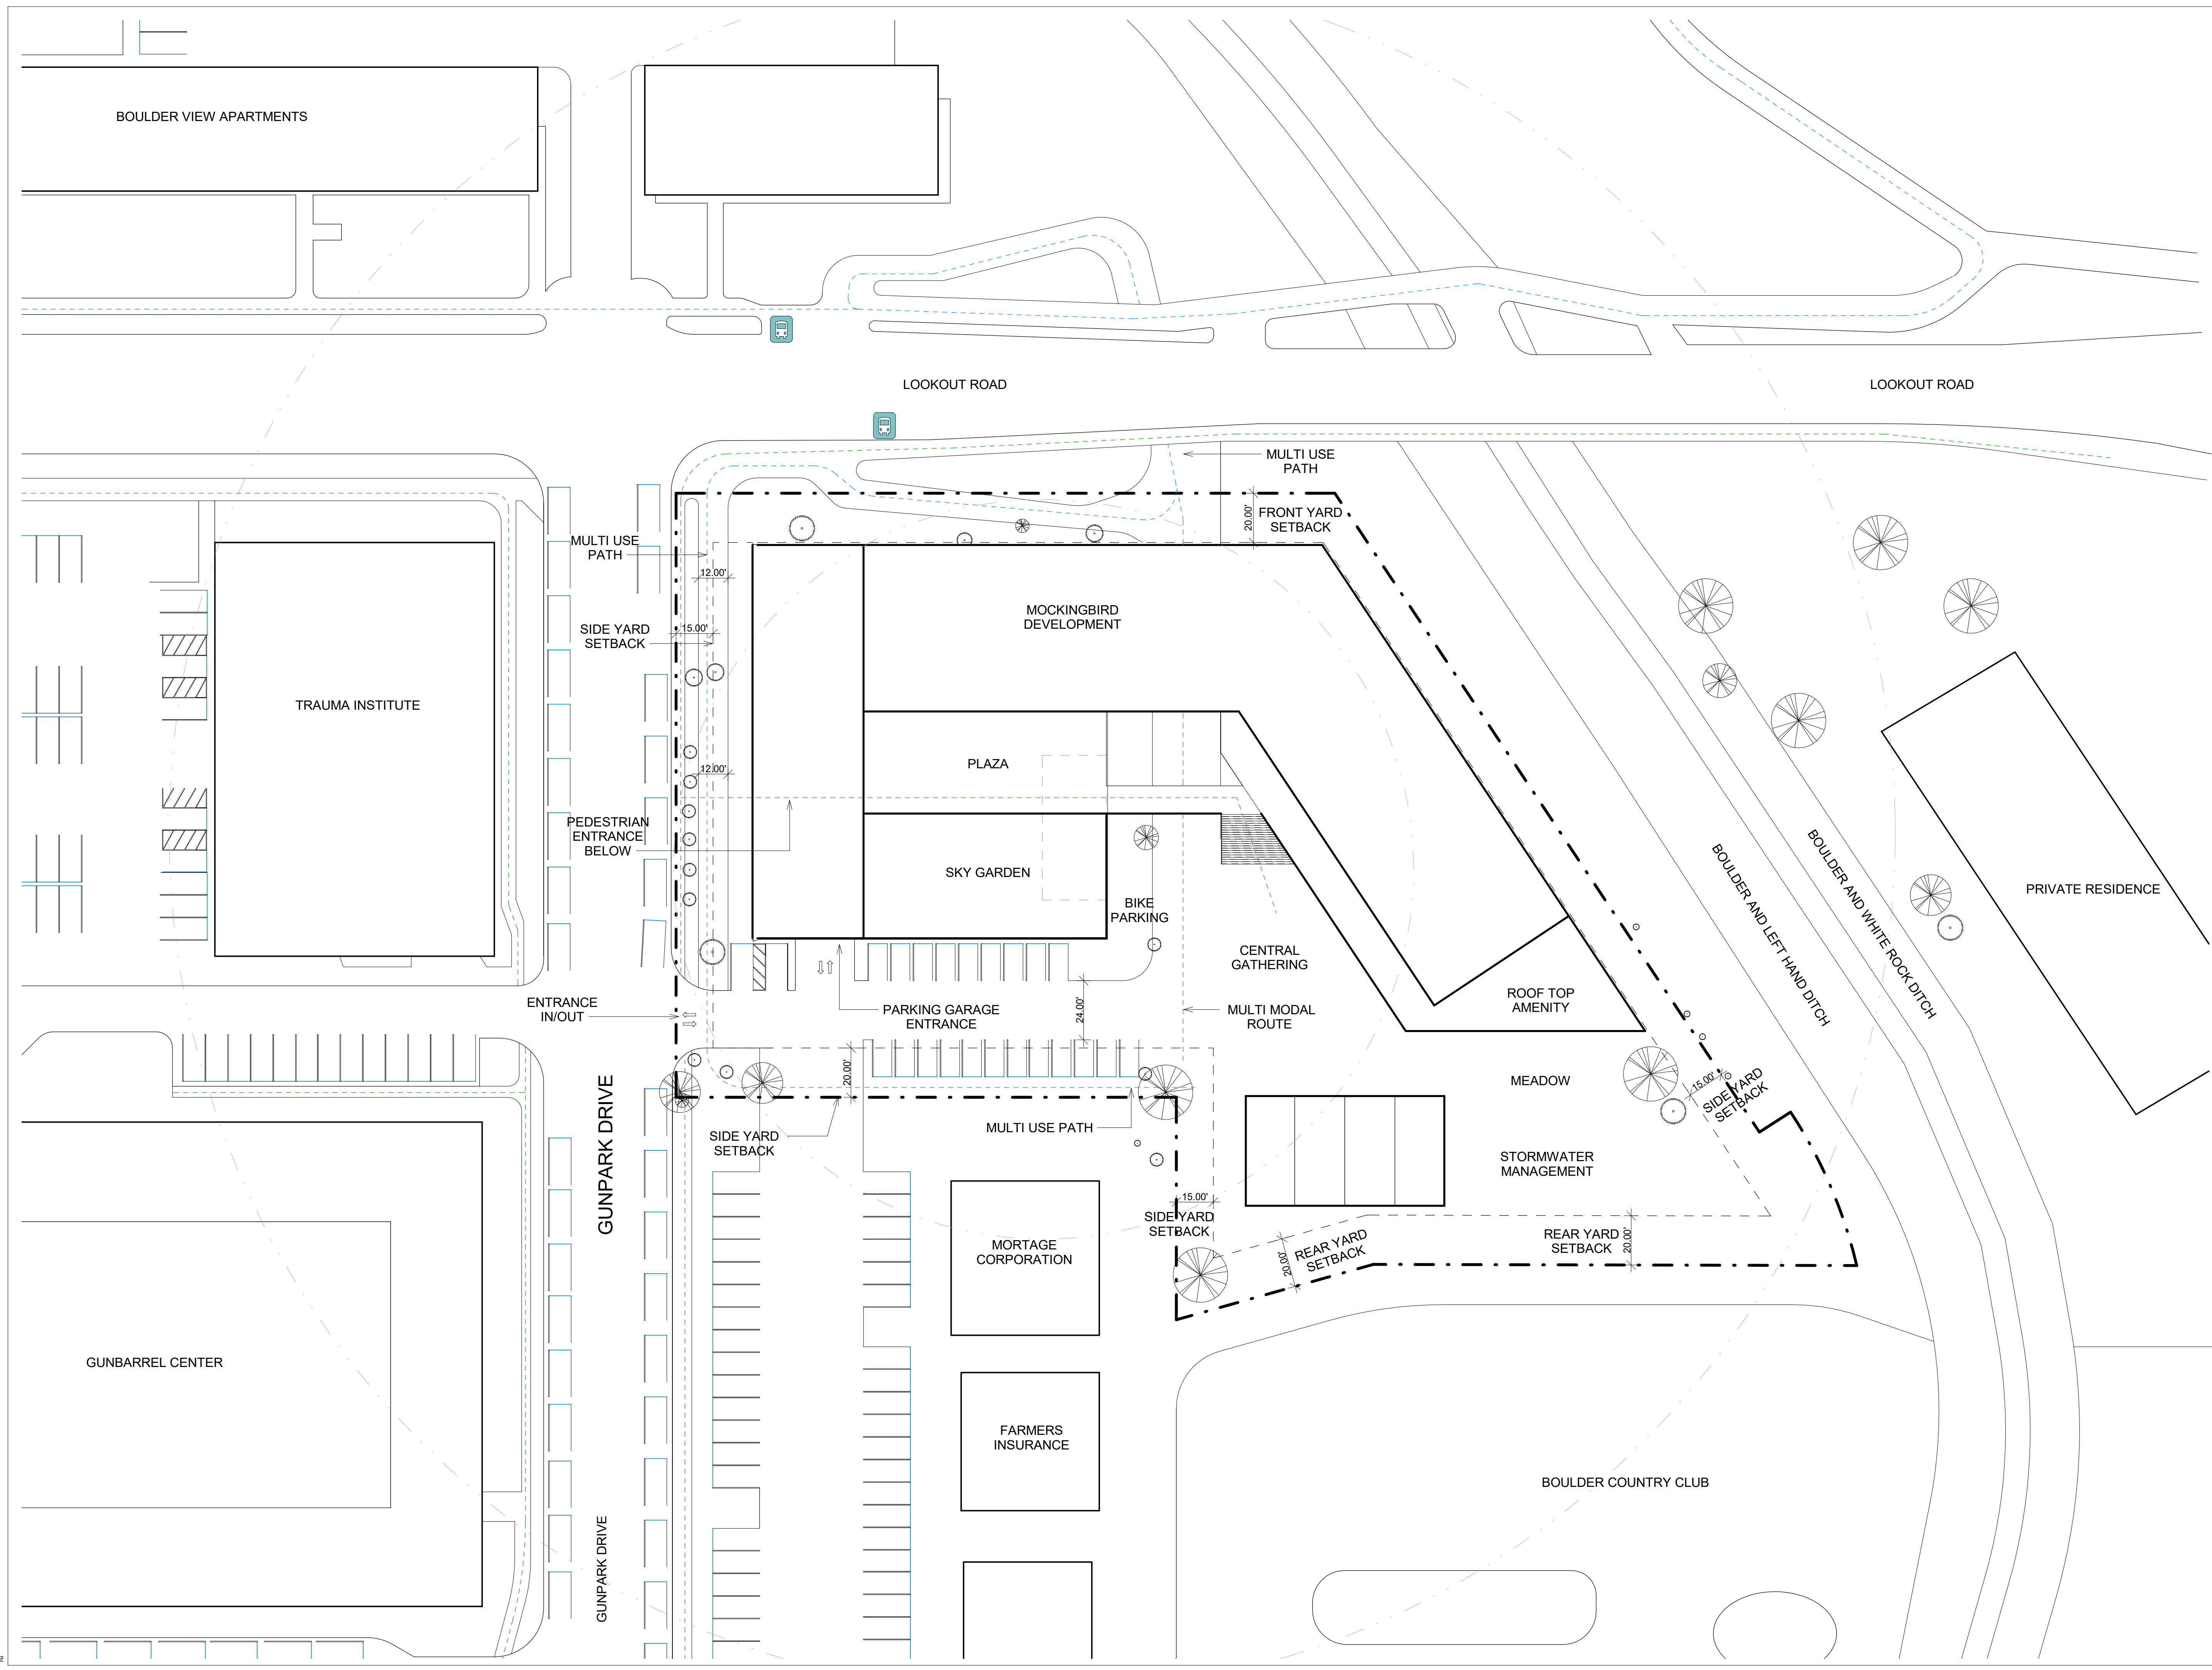 BOULDER VIEW APARTMENTS
LOOKOUT ROAD
LOOKOUT ROAD
MULTI USE
PATH
20.00'
FRONT YARD
SETBACK
MULTI USE
PATH
12.00'
MOCKINGBIRD
DEVELOPMENT
SIDE YARD
SETBACK
15.00'
TRAUMA INSTITUTE
PLAZA
12.00'
PEDESTRIAN
ENTRANCE
BELOW
SKY GARDEN
BIKE
PARKING
BOULDER AND LEFT HAND DITCH
BOULDER AND WHITE ROCK DITCH
PRIVATE RESIDENCE
CENTRAL
GATHERING
ROOF TOP
AMENITY
ENTRANCE
IN/OUT
PARKING GARAGE
ENTRANCE
24.00'
MULTI MODAL
ROUTE
20.00'
MEADOW
15.00'
SIDE YARD
SETBACK
GUNPARK DRIVE
SIDE YARD
SETBACK
MULTI USE PATH
STORMWATER
MANAGEMENT
15.00'
SIDE YARD
SETBACK
MORTAGE
CORPORATION
20.00'
REAR YARD
SETBACK
REAR YARD
SETBACK
20.00'
GUNBARREL CENTER
FARMERS
INSURANCE
BOULDER COUNTRY CLUB
GUNPARK DRIVE